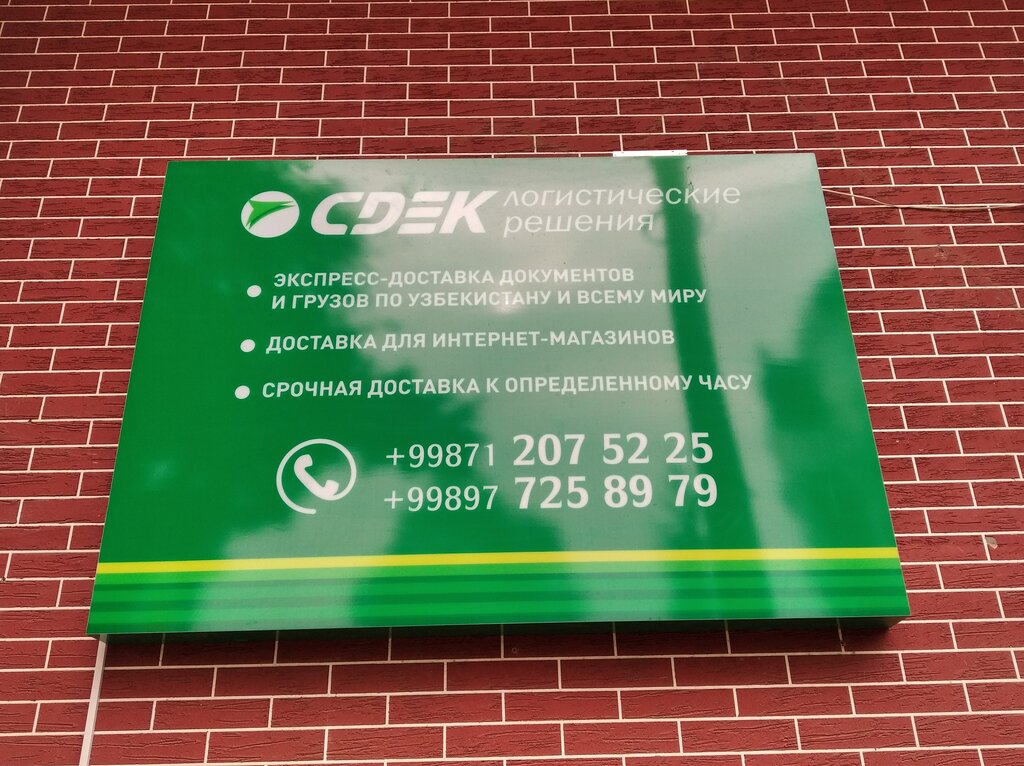 CDEK логистические
решения
ЭКСПРЕСС-ДОСТАВКА ДОКУМЕНТОВ
И ГРУЗОВ ПО УЗБЕКИСТАНУ И ВСЕМУ МИРУ
ДОСТАВКА ДЛЯ ИНТЕРНЕТ-МАГАЗИНОВ
СРОЧНАЯ ДОСТАВКА К ОПРЕДЕЛЕННОМУ ЧАСУ
+99871 207 52 25
+99897 725 89 79